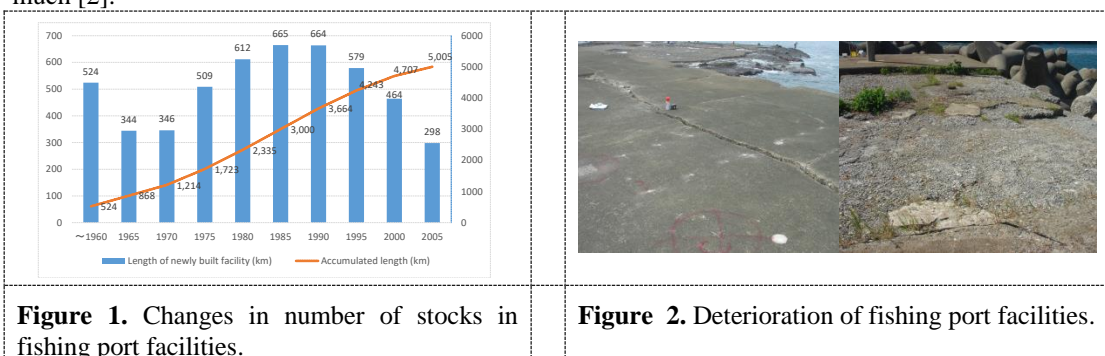 much [2].
700 6000
600 5000
500 4000
400 3000
300 2000
200 1000
100
0 0
524 344 346 509 612 665 664 579 464 298
524 868 1,214 1,723 2,335 3,000 3,664 4,243 4,707 5,005
～1960 1965 1970 1975 1980 1985 1990 1995 2000 2005
Length of newly built facility (km) Accumulated length (km)
Figure 1. Changes in number of stocks in
fishing port facilities.
Figure 2. Deterioration of fishing port facilities.